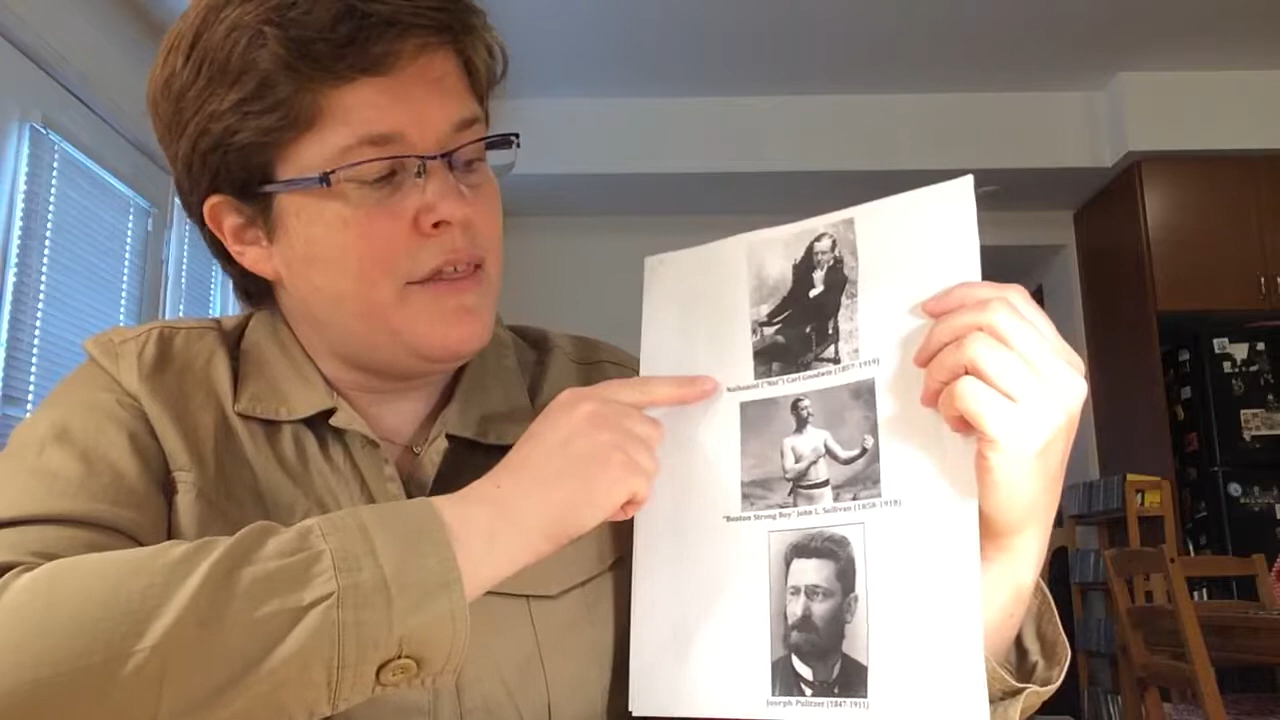 Nathaniel ("Nat") Carl Goodwin (1857-1919)
"Boston Strong Boy" John L. Sullivan (1858-1918)
Joseph Pulitzer (1847-1911)